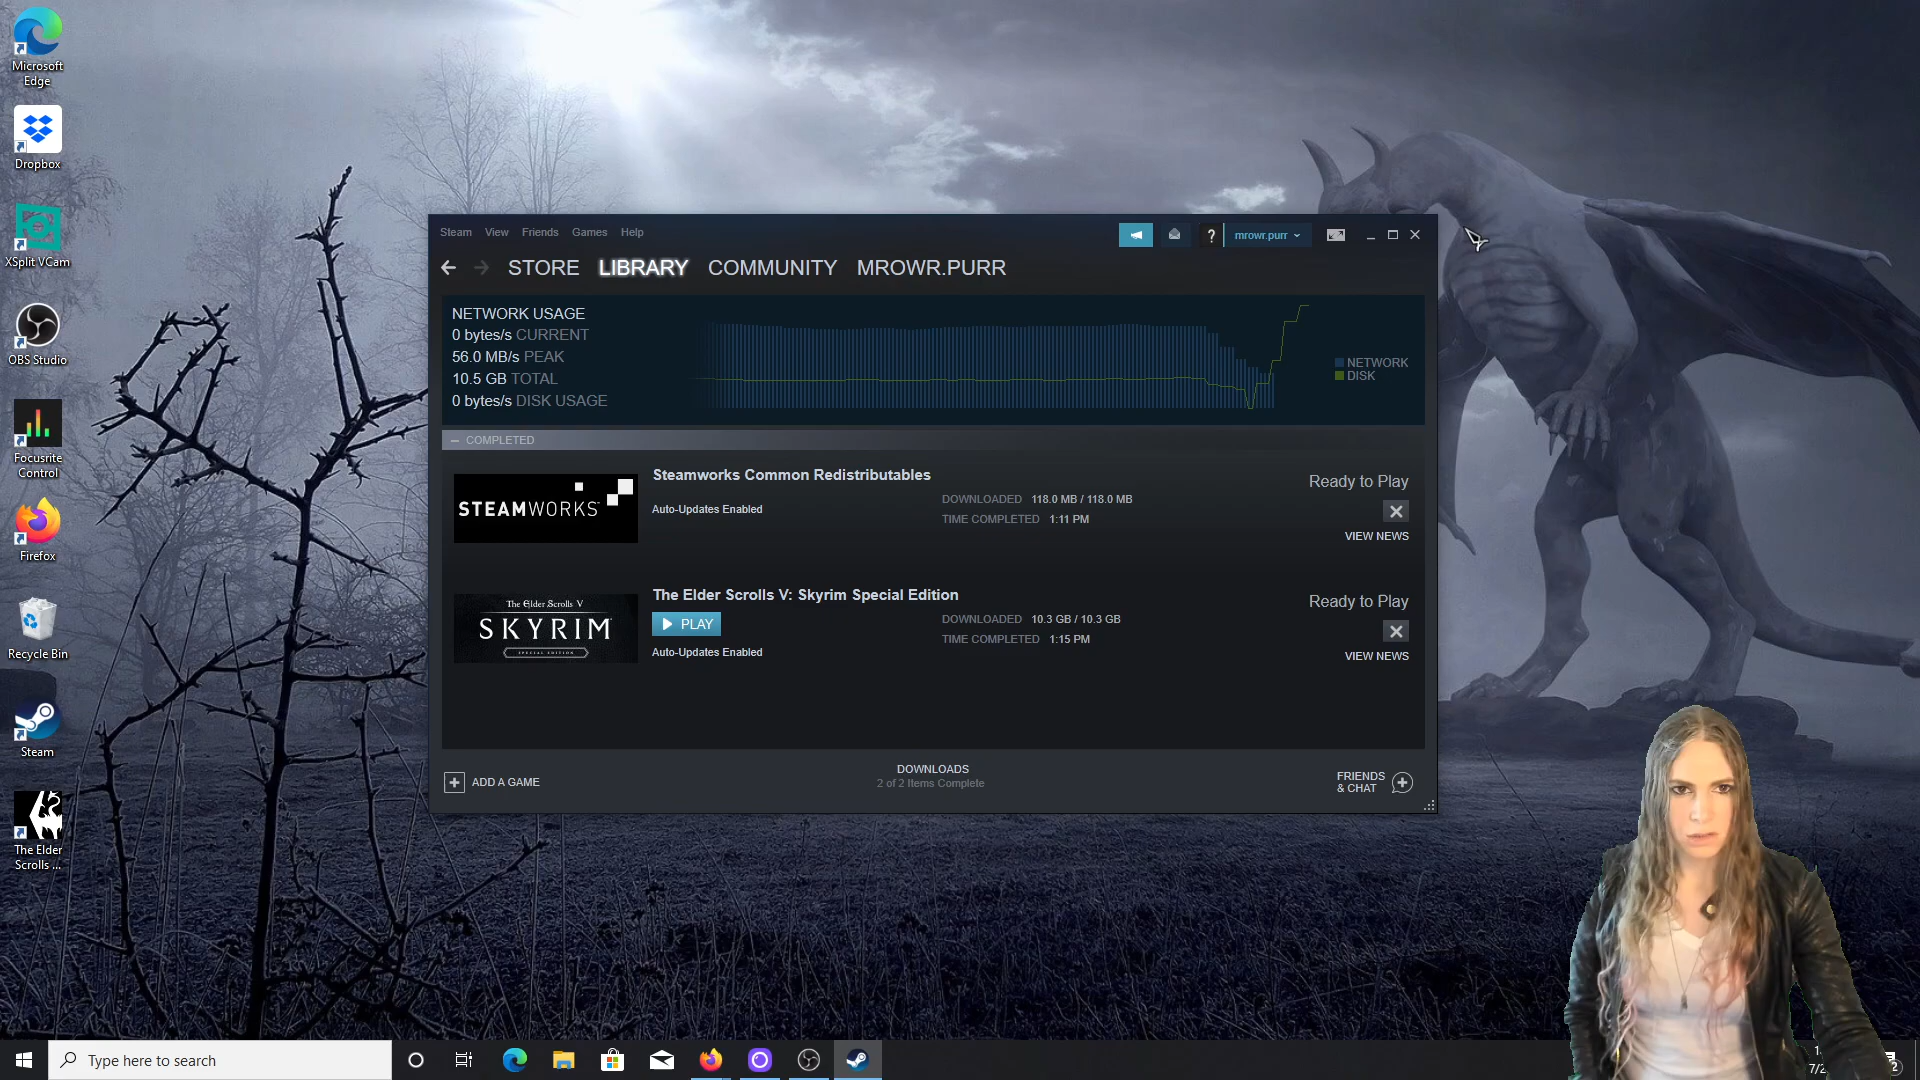 Microsoft
Edge
Dropbox
XSplit VCam
OBS Studio
Focusrite
Control
Firefox
Recycle Bin
Steam
The Elder
Scrolls ...
Steam View Friends Games Help
? mrowr.purr
STORE LIBRARY COMMUNITY MROWR.PURR
NETWORK USAGE
0 bytes/s CURRENT
56.0 MB/s PEAK
10.5 GB TOTAL
0 bytes/s DISK USAGE
NETWORK
DISK
COMPLETED
STEAMWORKS
Steamworks Common Redistributables
Auto-Updates Enabled
DOWNLOADED 118.0 MB / 118.0 MB
TIME COMPLETED 1:11 PM
Ready to Play
VIEW NEWS
The Elder Scrolls V
SKYRIM
SPECIAL EDITION
The Elder Scrolls V: Skyrim Special Edition
PLAY
Auto-Updates Enabled
DOWNLOADED 10.3 GB / 10.3 GB
TIME COMPLETED 1:15 PM
Ready to Play
VIEW NEWS
ADD A GAME
DOWNLOADS
2 of 2 Items Complete
FRIENDS
& CHAT
Type here to search